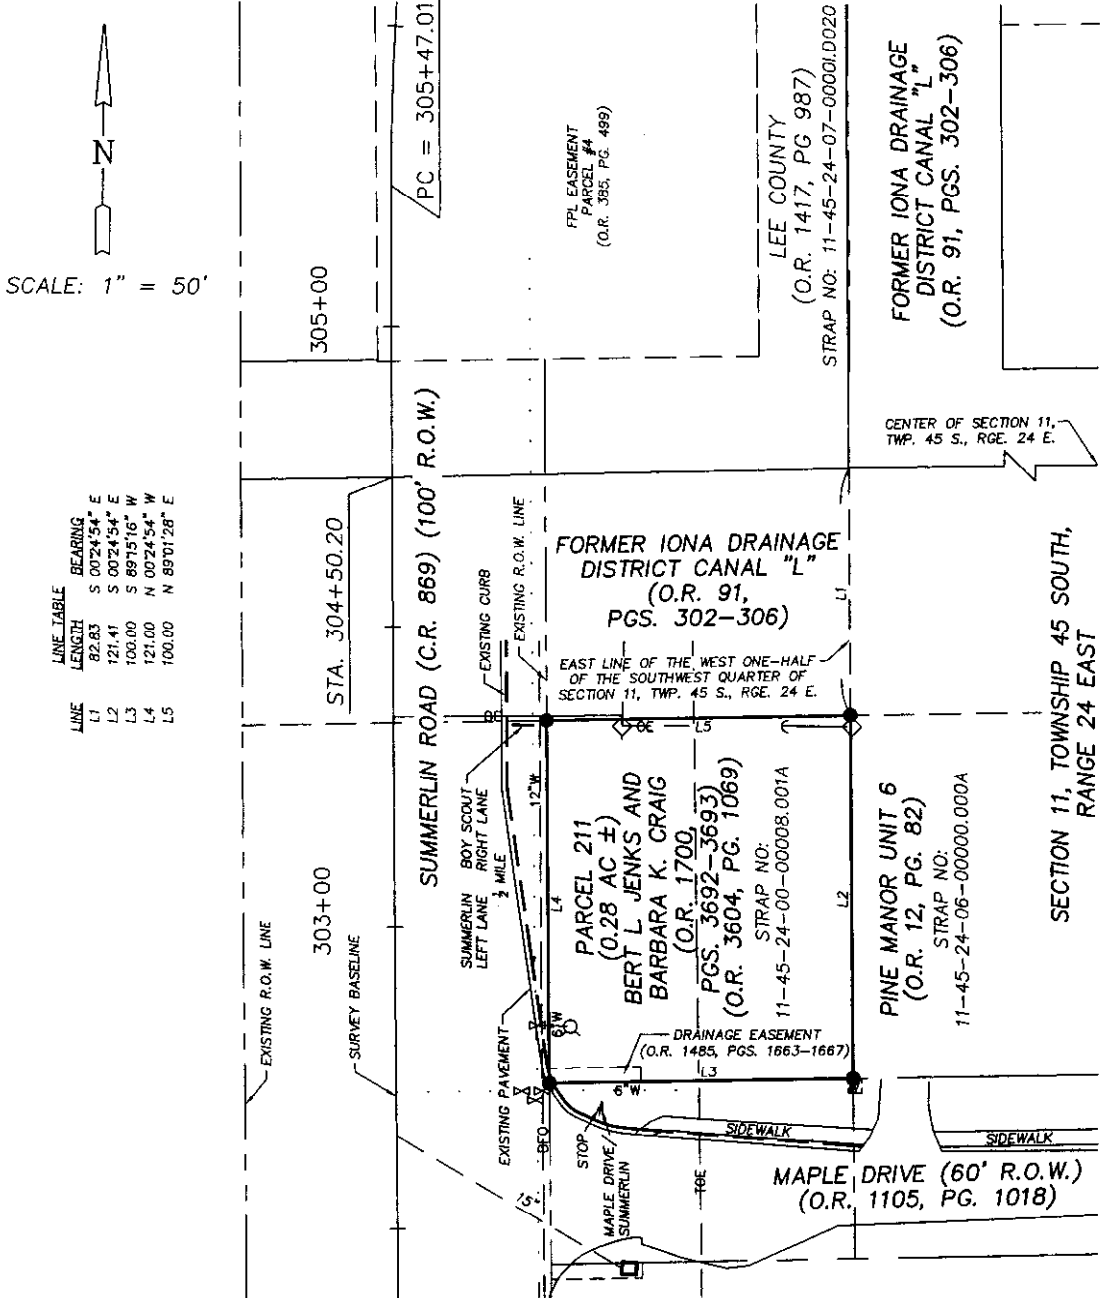 N
SCALE: 1" = 50'
LINE TABLE
LINE LENGTH BEARING
L1 82.83 S 00°24'54" E
L2 121.41 S 00°24'54" E
L3 100.00 S 89°15'16" W
L4 121.00 N 00°24'54" W
L5 100.00 N 89°01'28" E
305+00
PC = 305+47.01
FPL EASEMENT
PARCEL #4
(O.R. 385, PG. 499)
LEE COUNTY
(O.R. 1417, PG 987)
STRAP NO: 11-45-24-07-0000I.D020
FORMER IONA DRAINAGE
DISTRICT CANAL "L"
(O.R. 91, PGS. 302-306)
CENTER OF SECTION 11,
TWP. 45 S., RGE. 24 E.
STA. 304+50.20
SUMMERLIN ROAD (C.R. 869) (100' R.O.W.)
EXISTING CURB
EXISTING R.O.W. LINE
FORMER IONA DRAINAGE
DISTRICT CANAL "L"
(O.R. 91,
PGS. 302-306)
L1
EAST LINE OF THE WEST ONE-HALF
OF THE SOUTHWEST QUARTER OF
SECTION 11, TWP. 45 S., RGE. 24 E.
OE
L5
SECTION 11, TOWNSHIP 45 SOUTH,
RANGE 24 EAST
303+00
EXISTING R.O.W. LINE
SURVEY BASELINE
SUMMERLIN BOY SCOUT
LEFT LANE RIGHT LANE
1/2 MILE
12"W
L4
PARCEL 211
(0.28 AC ±)
BERT L. JENKS AND
BARBARA K. CRAIG
(O.R. 1700,
PGS. 3692-3693)
(O.R. 3604, PG. 1069)
STRAP NO:
11-45-24-00-00008.001A
L2
PINE MANOR UNIT 6
(O.R. 12, PG. 82)
STRAP NO:
11-45-24-06-00000.000A
EXISTING PAVEMENT
6"W
DRAINAGE EASEMENT
(O.R. 1485, PGS. 1663-1667)
L3
6"W
BFO
STOP
MAPLE DRIVE/
SUMMERLIN
SIDEWALK
SIDEWALK
TOE
15"
MAPLE DRIVE (60' R.O.W.)
(O.R. 1105, PG. 1018)